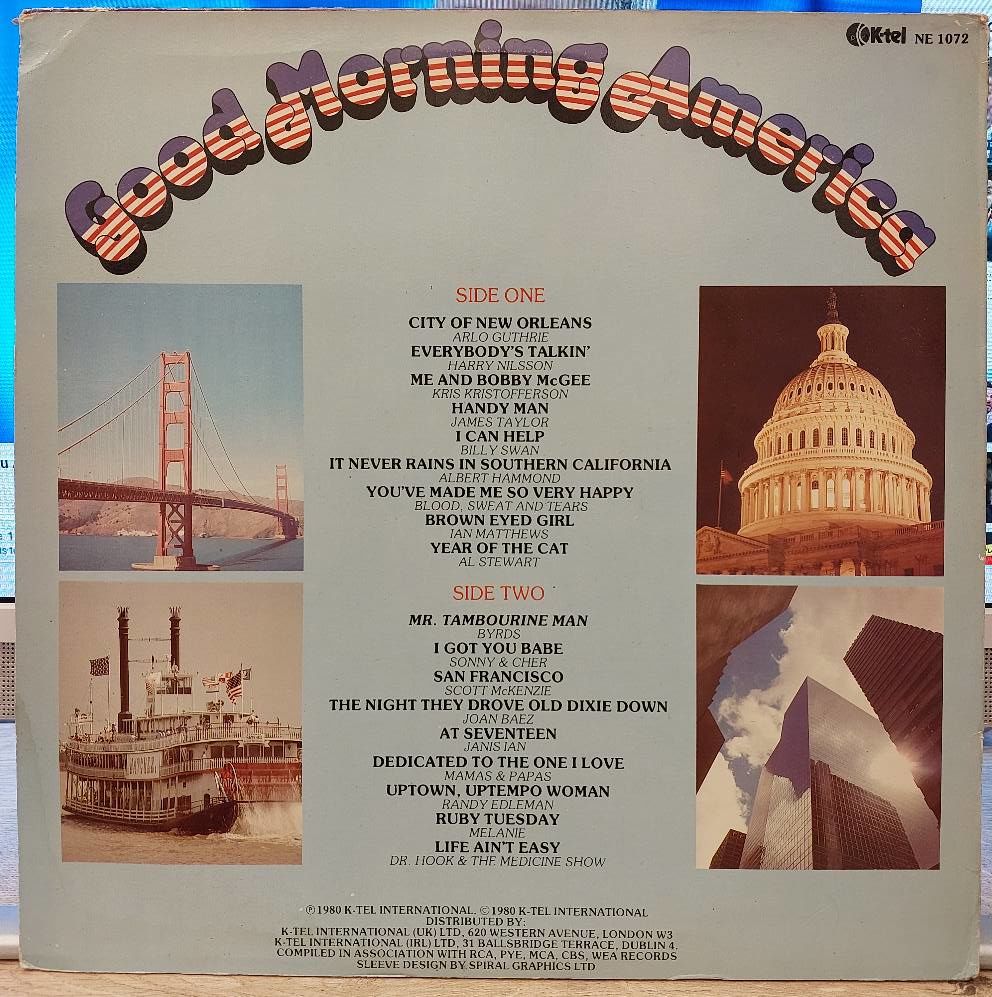 K-tel NE 1072
Good Morning America
SIDE ONE
CITY OF NEW ORLEANS
ARLO GUTHRIE
EVERYBODY'S TALKIN'
HARRY NILSSON
ME AND BOBBY McGEE
KRIS KRISTOFFERSON
HANDY MAN
JAMES TAYLOR
I CAN HELP
BILLY SWAN
IT NEVER RAINS IN SOUTHERN CALIFORNIA
ALBERT HAMMOND
YOU'VE MADE ME SO VERY HAPPY
BLOOD, SWEAT AND TEARS
BROWN EYED GIRL
IAN MATTHEWS
YEAR OF THE CAT
AL STEWART
SIDE TWO
MR. TAMBOURINE MAN
BYRDS
I GOT YOU BABE
SONNY & CHER
SAN FRANCISCO
SCOTT McKENZIE
THE NIGHT THEY DROVE OLD DIXIE DOWN
JOAN BAEZ
AT SEVENTEEN
JANIS IAN
DEDICATED TO THE ONE I LOVE
MAMAS & PAPAS
UPTOWN, UPTEMPO WOMAN
RANDY EDLEMAN
RUBY TUESDAY
MELANIE
LIFE AIN'T EASY
DR. HOOK & THE MEDICINE SHOW
℗ 1980 K-TEL INTERNATIONAL. © 1980 K-TEL INTERNATIONAL
DISTRIBUTED BY:
K-TEL INTERNATIONAL (UK) LTD, 620 WESTERN AVENUE, LONDON W3
K-TEL INTERNATIONAL (IRL) LTD, 31 BALLSBRIDGE TERRACE, DUBLIN 4.
COMPILED IN ASSOCIATION WITH RCA, PYE, MCA, CBS, WEA RECORDS
SLEEVE DESIGN BY SPIRAL GRAPHICS LTD